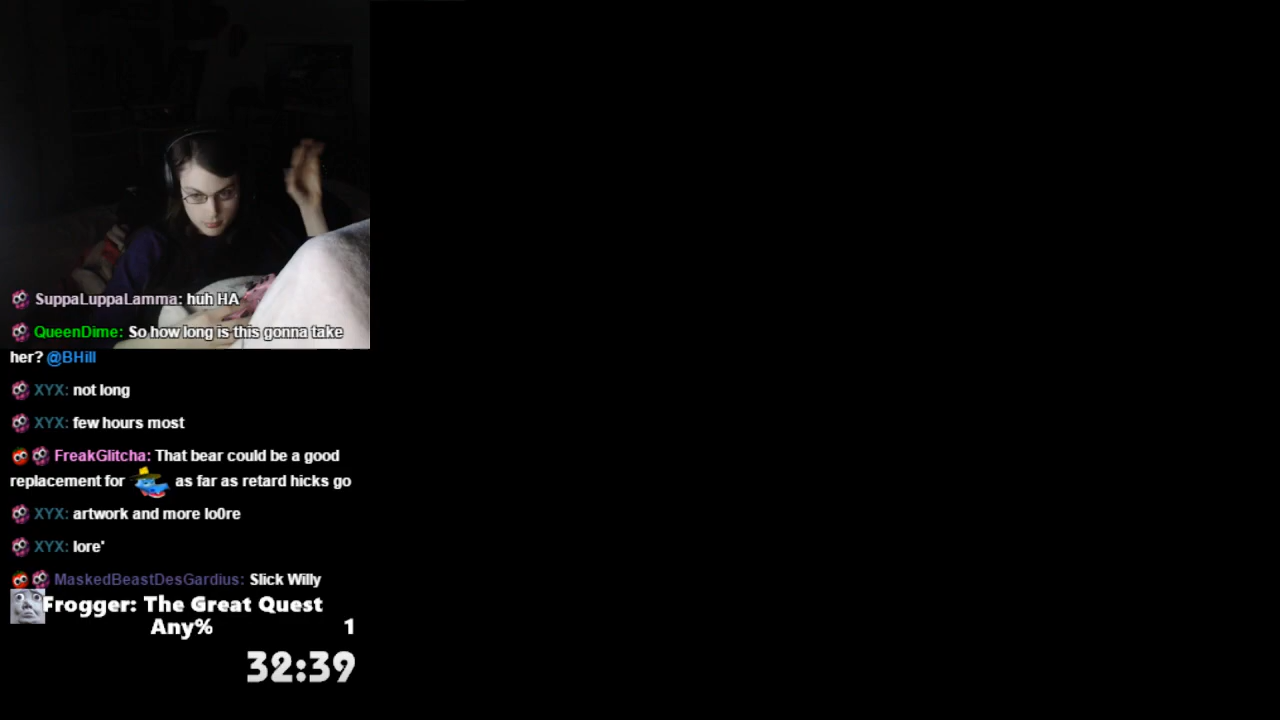 SuppaLuppaLamma: huh HA
QueenDime: So how long is this gonna take
her? @BHill
XYX: not long
XYX: few hours most
FreakGlitcha: That bear could be a good
replacement for as far as retard hicks go
XYX: artwork and more lo0re
XYX: lore'
MaskedBeastDesGardius: Slick Willy
Frogger: The Great Quest
Any% 1
32:39